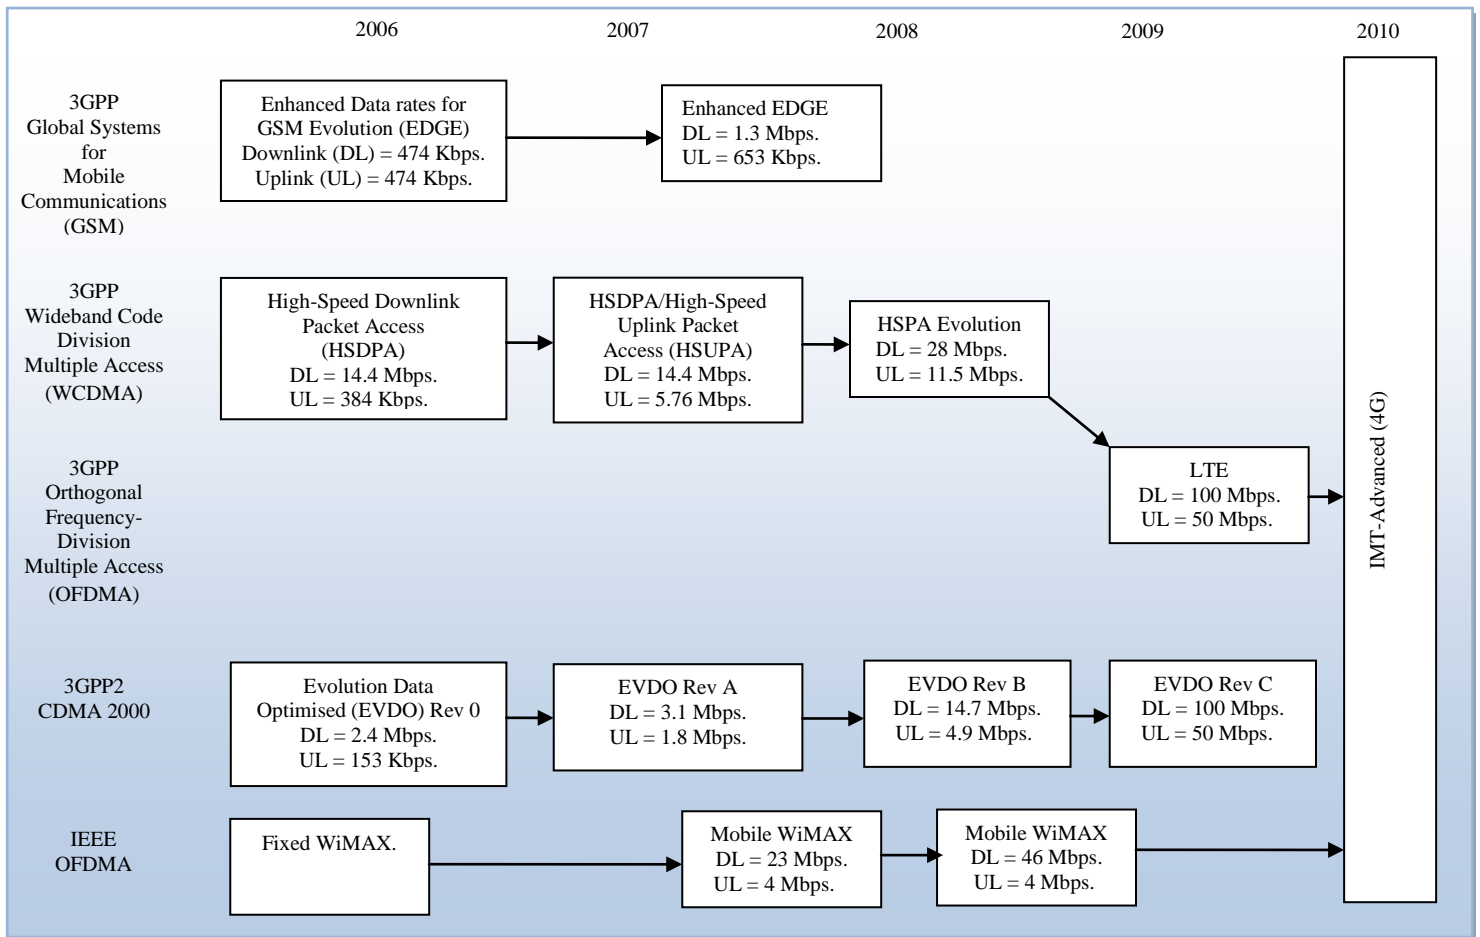 2006 2007 2008 2009 2010
3GPP
Global Systems
for
Mobile
Communications
(GSM)
Enhanced Data rates for
GSM Evolution (EDGE)
Downlink (DL) = 474 Kbps.
Uplink (UL) = 474 Kbps.
Enhanced EDGE
DL = 1.3 Mbps.
UL = 653 Kbps.
3GPP
Wideband Code
Division
Multiple Access
(WCDMA)
High-Speed Downlink
Packet Access
(HSDPA)
DL = 14.4 Mbps.
UL = 384 Kbps.
HSDPA/High-Speed
Uplink Packet
Access (HSUPA)
DL = 14.4 Mbps.
UL = 5.76 Mbps.
HSPA Evolution
DL = 28 Mbps.
UL = 11.5 Mbps.
3GPP
Orthogonal
Frequency-
Division
Multiple Access
(OFDMA)
LTE
DL = 100 Mbps.
UL = 50 Mbps.
IMT-Advanced (4G)
3GPP2
CDMA 2000
Evolution Data
Optimised (EVDO) Rev 0
DL = 2.4 Mbps.
UL = 153 Kbps.
EVDO Rev A
DL = 3.1 Mbps.
UL = 1.8 Mbps.
EVDO Rev B
DL = 14.7 Mbps.
UL = 4.9 Mbps.
EVDO Rev C
DL = 100 Mbps.
UL = 50 Mbps.
IEEE
OFDMA
Fixed WiMAX.
Mobile WiMAX
DL = 23 Mbps.
UL = 4 Mbps.
Mobile WiMAX
DL = 46 Mbps.
UL = 4 Mbps.